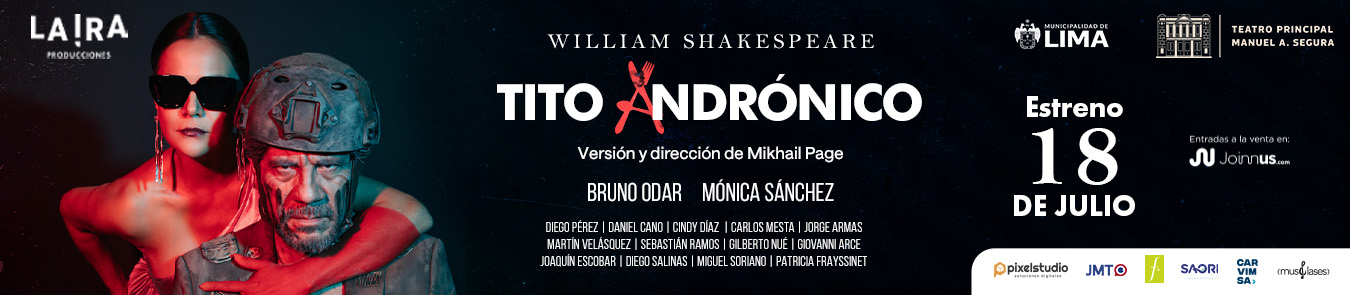 LA!RA
PRODUCCIONES
WILLIAM SHAKESPEARE
TITO ANDRÓNICO
Versión y dirección de Mikhail Page
BRUNO ODAR MÓNICA SÁNCHEZ
DIEGO PÉREZ | DANIEL CANO | CINDY DÍAZ | CARLOS MESTA | JORGE ARMAS
MARTÍN VELÁSQUEZ | SEBASTIÁN RAMOS | GILBERTO NUÉ | GIOVANNI ARCE
JOAQUÍN ESCOBAR | DIEGO SALINAS | MIGUEL SORIANO | PATRICIA FRAYSSINET
MUNICIPALIDAD DE
LIMA
TEATRO PRINCIPAL
MANUEL A. SEGURA
Estreno
18
DE JULIO
Entradas a la venta en:
Joinnus.com
pixelstudio
soluciones digitales
JMT
f
SAORI
CAR
VIM
SA
(musiclases)